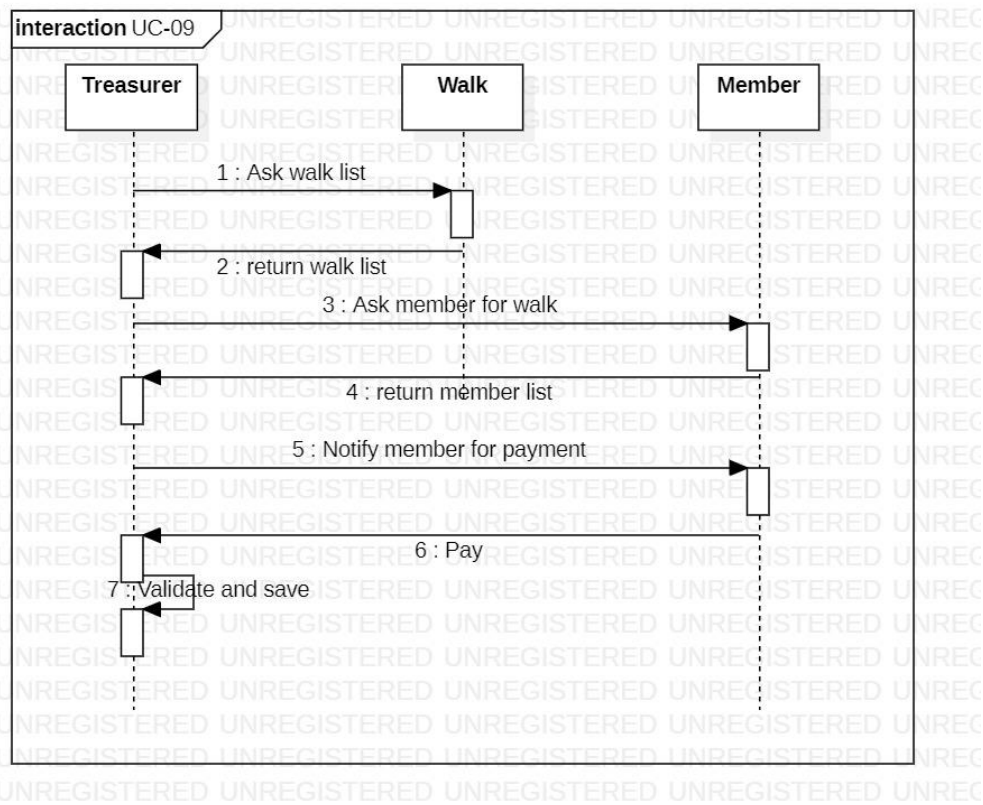 interaction UC-09
Treasurer
Walk
Member
1 : Ask walk list
2 : return walk list
3 : Ask member for walk
4 : return member list
5 : Notify member for payment
6 : Pay
7 : Validate and save
UNREGISTERED UNREGISTERED UNREGISTERED UNREGISTERED UNREG